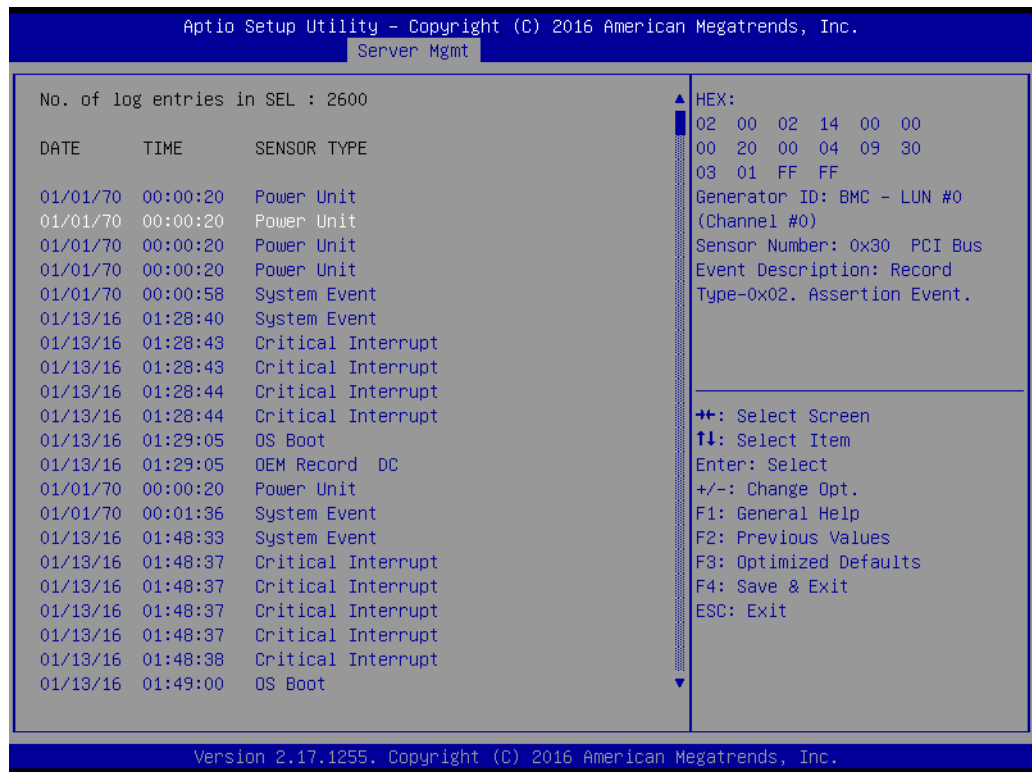 Aptio Setup Utility – Copyright (C) 2016 American Megatrends, Inc.
Server Mgmt
No. of log entries in SEL : 2600
DATE TIME SENSOR TYPE
01/01/70 00:00:20 Power Unit
01/01/70 00:00:20 Power Unit
01/01/70 00:00:20 Power Unit
01/01/70 00:00:20 Power Unit
01/01/70 00:00:58 System Event
01/13/16 01:28:40 System Event
01/13/16 01:28:43 Critical Interrupt
01/13/16 01:28:43 Critical Interrupt
01/13/16 01:28:44 Critical Interrupt
01/13/16 01:28:44 Critical Interrupt
01/13/16 01:29:05 OS Boot
01/13/16 01:29:05 OEM Record DC
01/01/70 00:00:20 Power Unit
01/01/70 00:01:36 System Event
01/13/16 01:48:33 System Event
01/13/16 01:48:37 Critical Interrupt
01/13/16 01:48:37 Critical Interrupt
01/13/16 01:48:37 Critical Interrupt
01/13/16 01:48:37 Critical Interrupt
01/13/16 01:48:38 Critical Interrupt
01/13/16 01:49:00 OS Boot
HEX:
02 00 02 14 00 00
00 20 00 04 09 30
03 01 FF FF
Generator ID: BMC – LUN #0
(Channel #0)
Sensor Number: 0x30 PCI Bus
Event Description: Record
Type-0x02. Assertion Event.
→←: Select Screen
↑↓: Select Item
Enter: Select
+/-: Change Opt.
F1: General Help
F2: Previous Values
F3: Optimized Defaults
F4: Save & Exit
ESC: Exit
Version 2.17.1255. Copyright (C) 2016 American Megatrends, Inc.